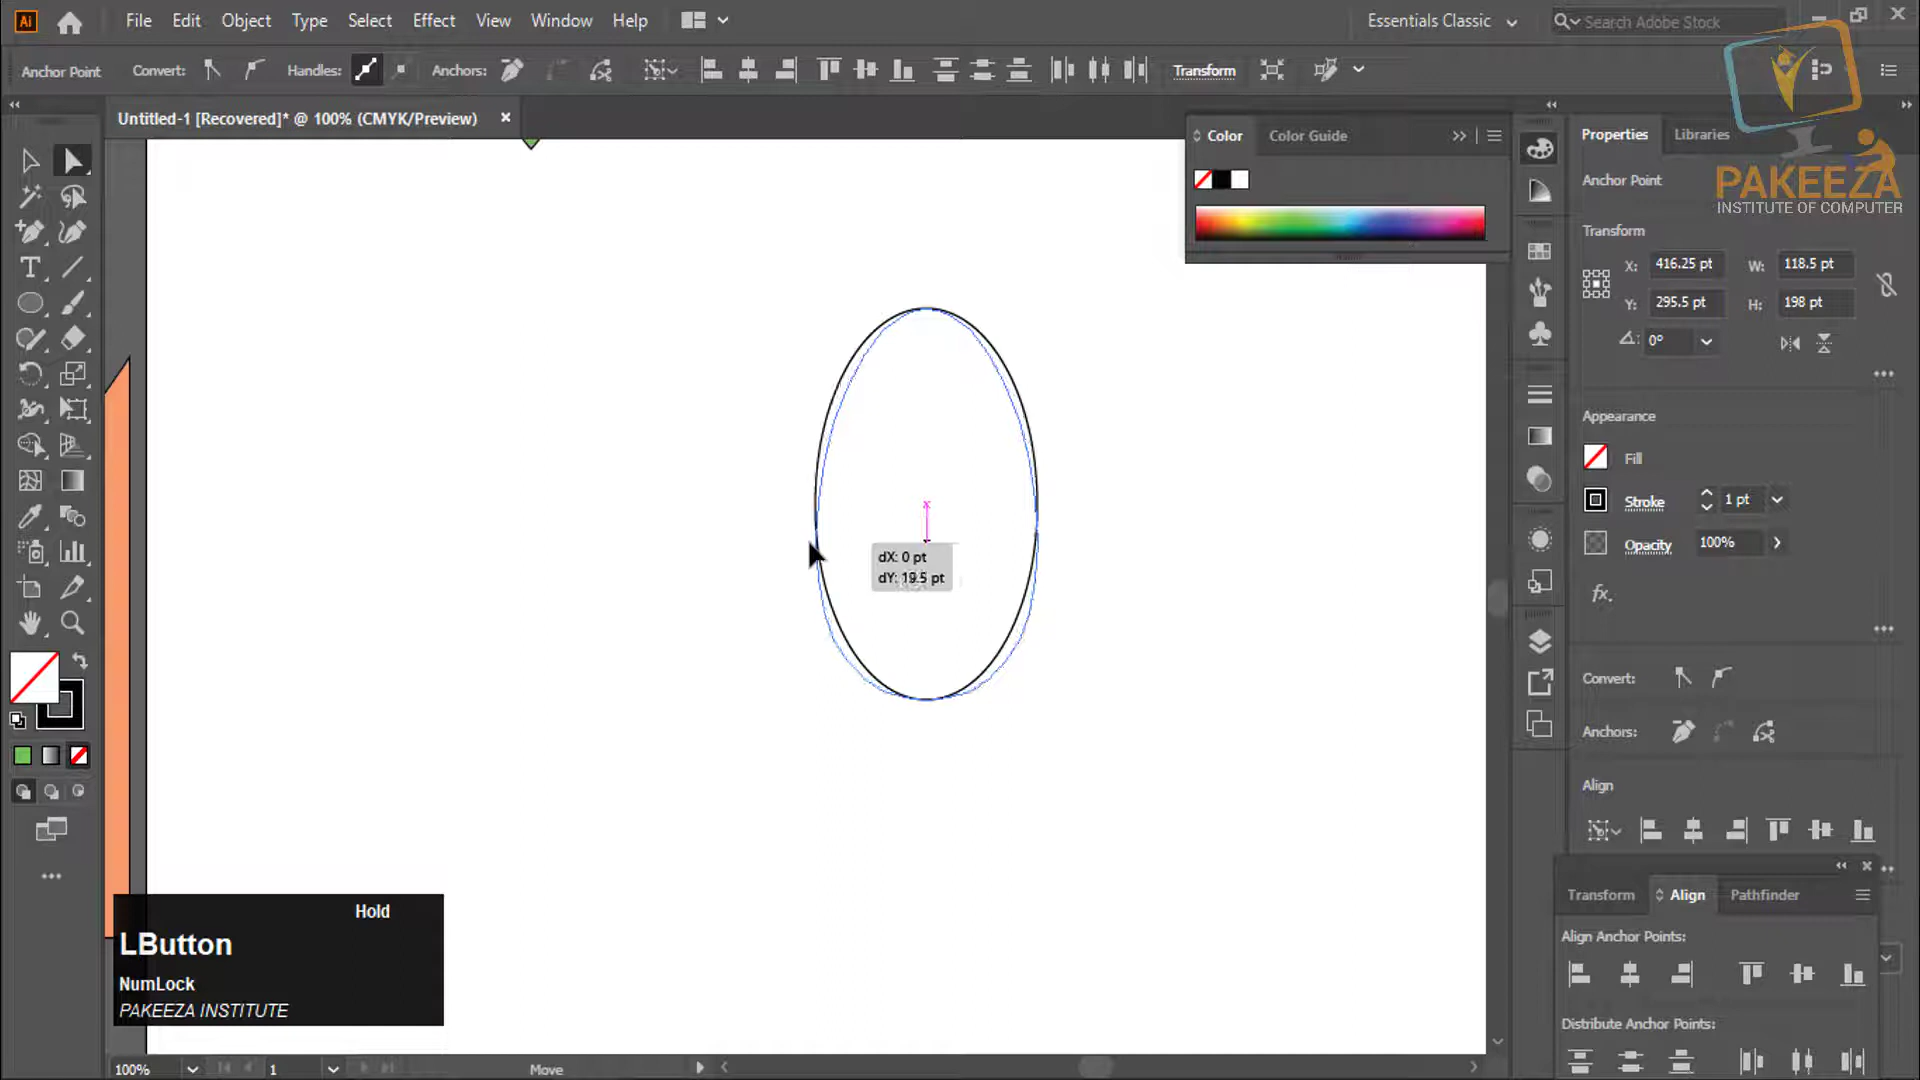 Ai File Edit Object Type Select Effect View Window Help Essentials Classic Search Adobe Stock
Anchor Point Convert: Handles: Anchors: Transform
Untitled-1 [Recovered]* @ 100% (CMYK/Preview)
Color Color Guide
Properties Libraries
PAKEEZA
INSTITUTE OF COMPUTER
Anchor Point
Transform
X: 416.25 pt W: 118.5 pt
Y: 295.5 pt H: 198 pt
0°
Appearance
Fill
Stroke 1 pt
Opacity 100%
fx.
dX: 0 pt
dY: 19.5 pt
Convert:
Anchors:
Align
Transform Align Pathfinder
Align Anchor Points:
Distribute Anchor Points:
Hold
LButton
NumLock
PAKEEZA INSTITUTE
100% 1 Move